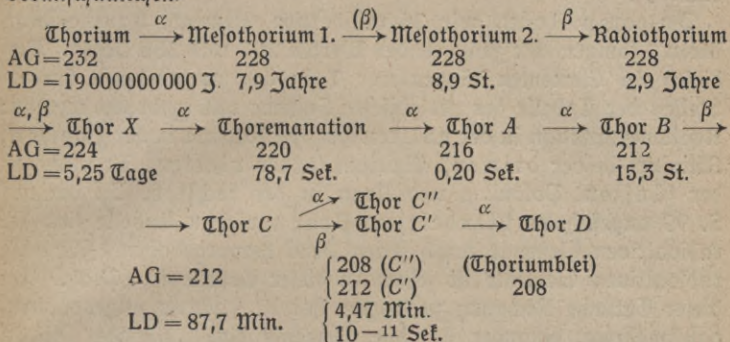 Thorium α⟶ Mesothorium 1. (β)⟶ Mesothorium 2. β⟶ Radiothorium
AG=232 228 228 228
LD=19000000000 J. 7,9 Jahre 8,9 St. 2,9 Jahre
α, β⟶ Thor X α⟶ Thoremanation α⟶ Thor A α⟶ Thor B β⟶
AG=224 220 216 212
LD=5,25 Tage 78,7 Sek. 0,20 Sek. 15,3 St.
⟶ Thor C α⟶ Thor C″
β⟶ Thor C′ α⟶ Thor D
AG=212 {208 (C″) (Thoriumblei)
{212 (C′) 208
LD=87,7 Min. {4,47 Min.
{10−11 Sek.